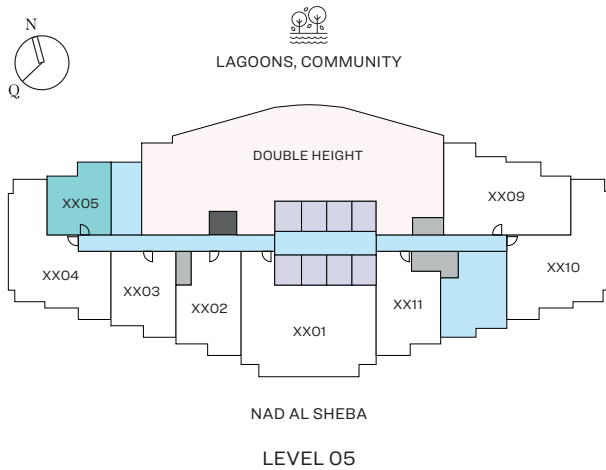 N
Q
LAGOONS, COMMUNITY
DOUBLE HEIGHT
XX05
XX09
XX04
XX03
XX02
XX01
XX11
XX10
NAD AL SHEBA
LEVEL 05